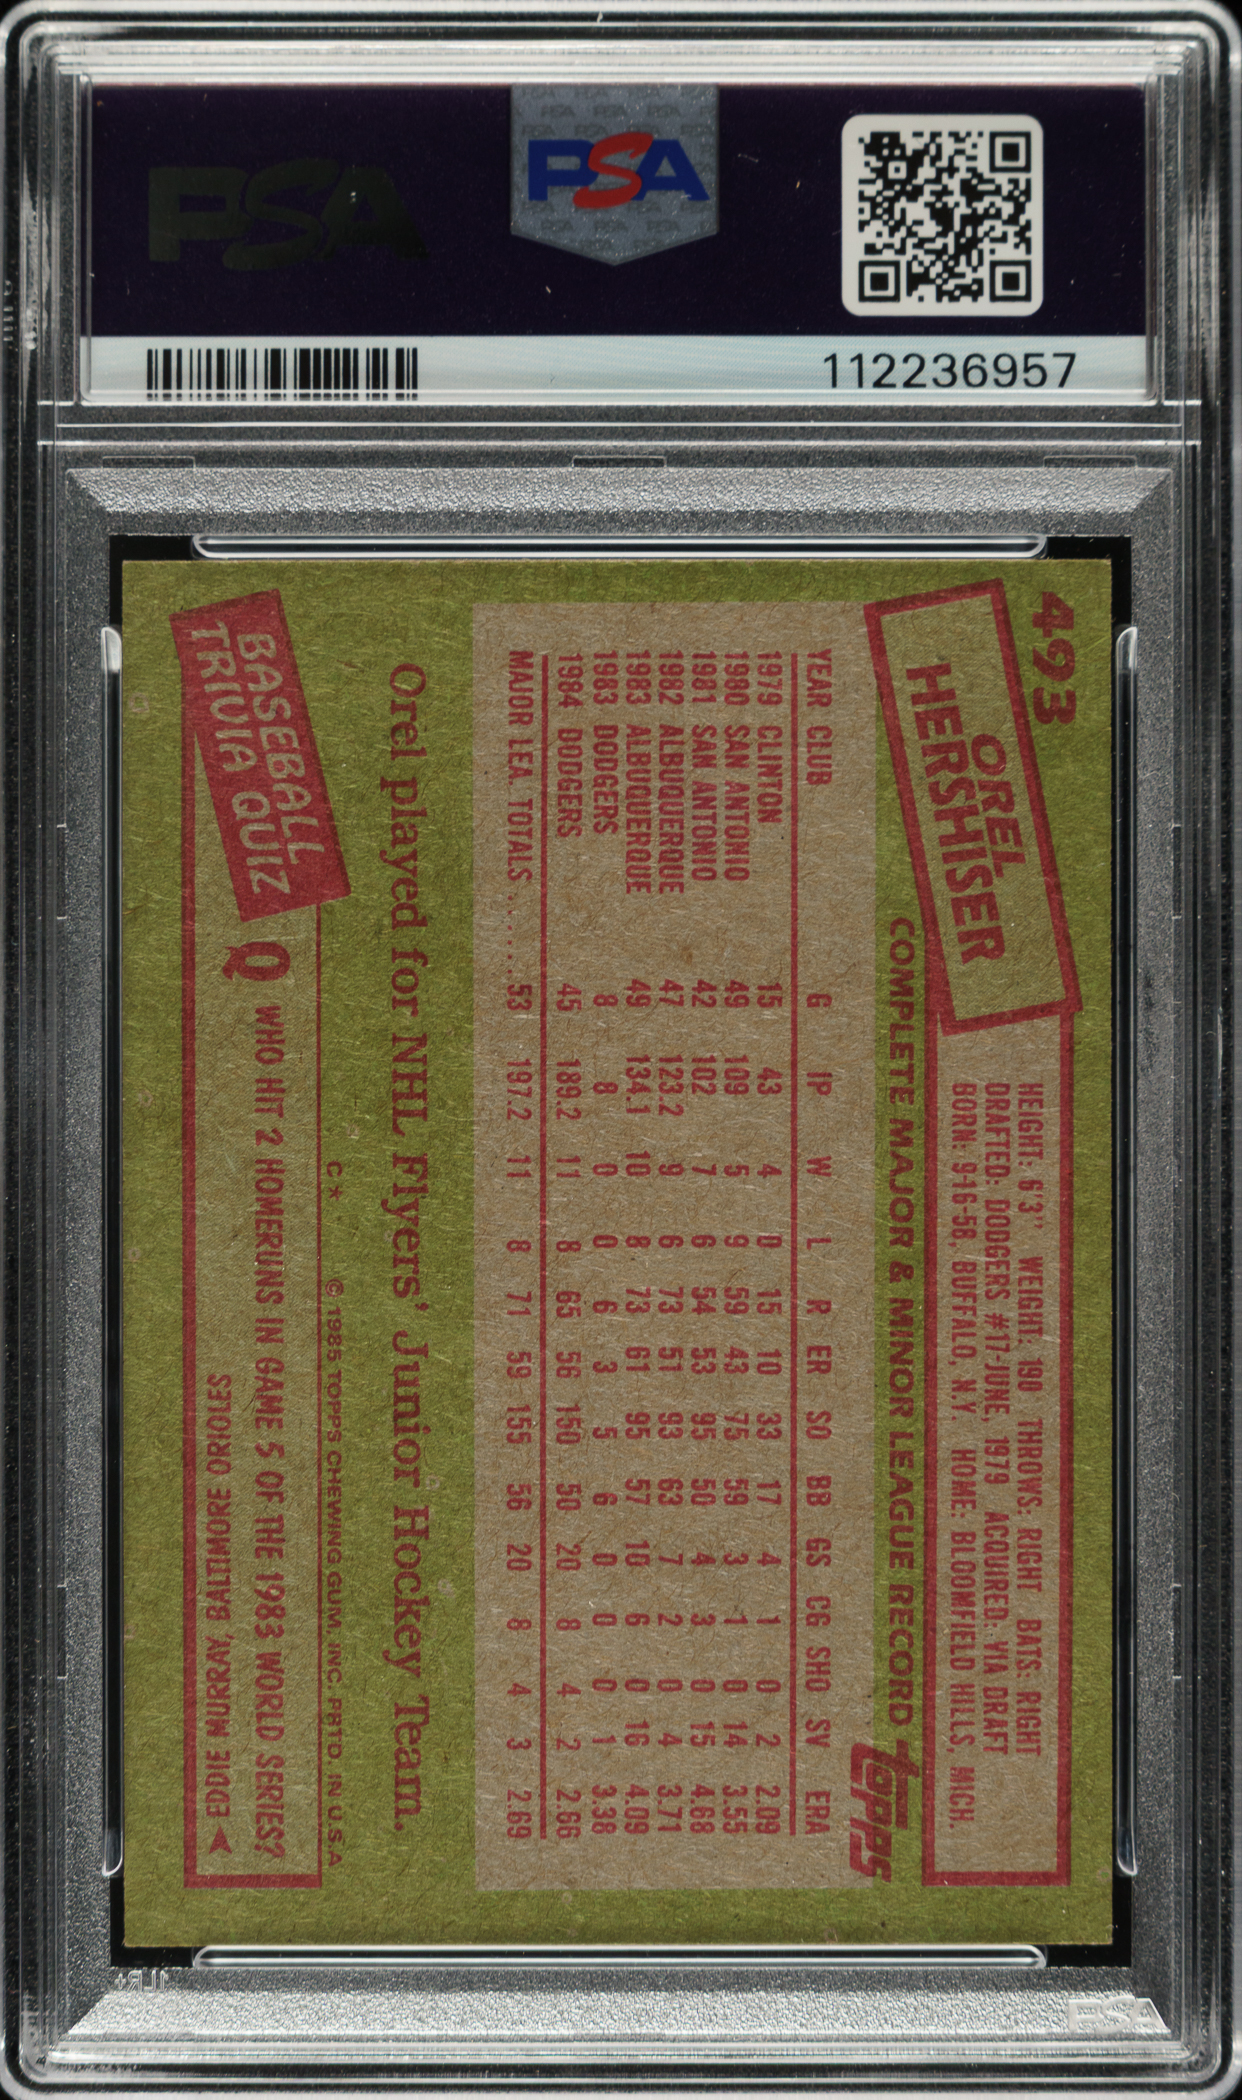 PSA
PSA
112236957
493
OREL
HERSHISER
HEIGHT: 6'3" WEIGHT: 190 THROWS: RIGHT BATS: RIGHT
DRAFTED: DODGERS #17-JUNE, 1979 ACQUIRED: VIA DRAFT
BORN: 9-16-58, BUFFALO, N.Y. HOME: BLOOMFIELD HILLS, MICH.
COMPLETE MAJOR & MINOR LEAGUE RECORD
topps
YEAR CLUB G IP W L R ER SO BB GS CG SHO SV ERA
1979 CLINTON 15 43 4 0 15 10 33 17 4 1 0 2 2.09
1980 SAN ANTONIO 49 109 5 9 59 43 75 59 3 1 0 14 3.55
1981 SAN ANTONIO 42 102 7 6 54 53 95 50 4 3 0 15 4.68
1982 ALBUQUERQUE 47 123.2 9 6 73 51 93 63 7 2 0 4 3.71
1983 ALBUQUERQUE 49 134.1 10 8 73 61 95 57 10 6 0 16 4.09
1983 DODGERS 8 8 0 0 6 3 5 6 0 0 0 1 3.38
1984 DODGERS 45 189.2 11 8 65 56 150 50 20 8 4 2 2.66
MAJOR LEA. TOTALS ......53 197.2 11 8 71 59 155 56 20 8 4 3 2.69
Orel played for NHL Flyers' Junior Hockey Team.
C* © 1985 TOPPS CHEWING GUM, INC. PRTD. IN U.S.A
BASEBALL
TRIVIA QUIZ
Q WHO HIT 2 HOMERUNS IN GAME 5 OF THE 1983 WORLD SERIES?
EDDIE MURRAY, BALTIMORE ORIOLES